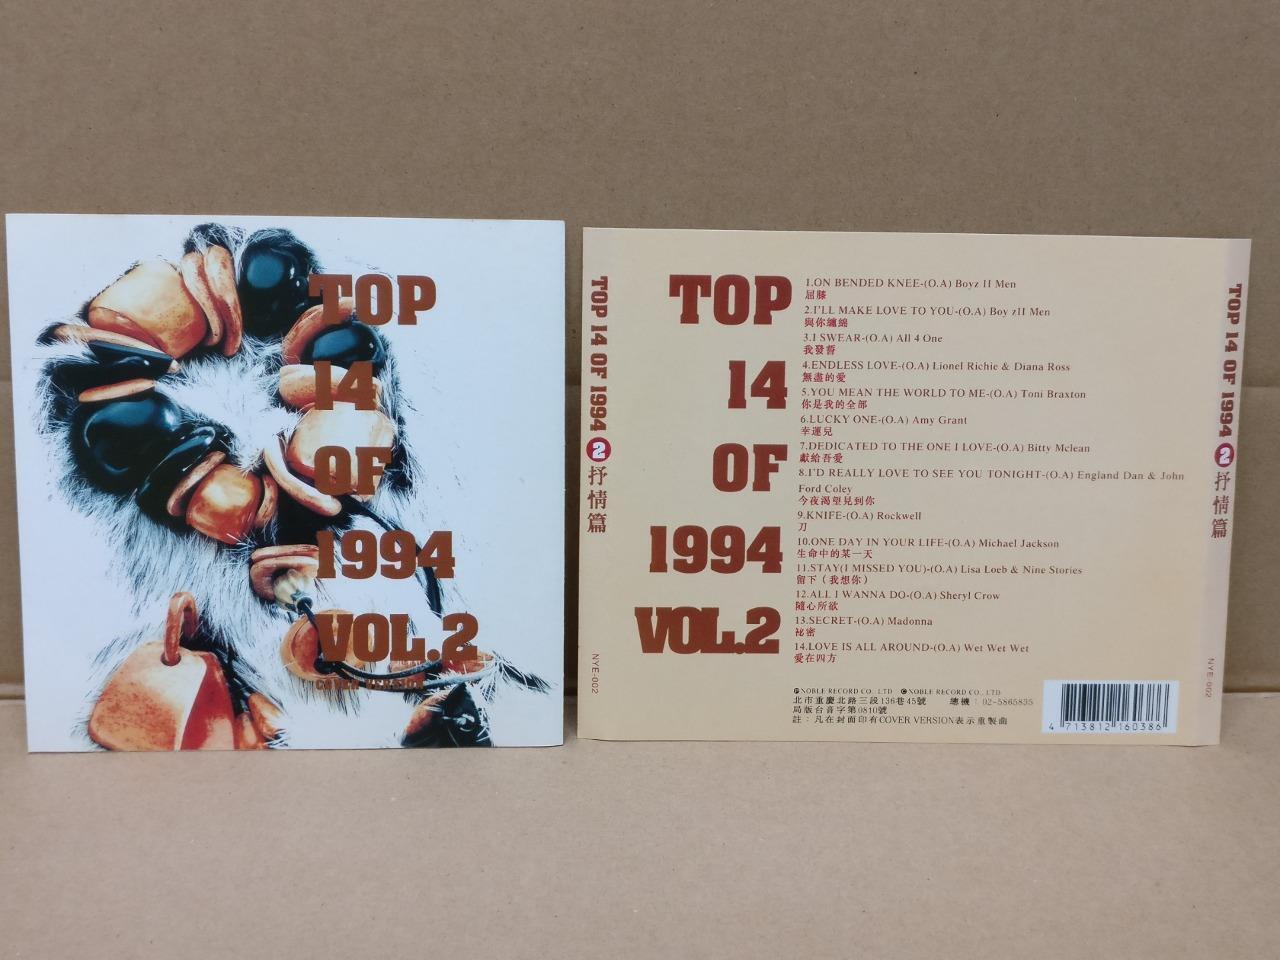 TOP
14
OF
1994
VOL.2
COVER VERSION
TOP 14 OF 1994 2 抒情篇
NYE-002
TOP
14
OF
1994
VOL.2
1.ON BENDED KNEE-(O.A) Boyz II Men
屈膝
2.I'LL MAKE LOVE TO YOU-(O.A) Boy zII Men
與你纏綿
3.I SWEAR-(O.A) All 4 One
我發誓
4.ENDLESS LOVE-(O.A) Lionel Richie & Diana Ross
無盡的愛
5.YOU MEAN THE WORLD TO ME-(O.A) Toni Braxton
你是我的全部
6.LUCKY ONE-(O.A) Amy Grant
幸運兒
7.DEDICATED TO THE ONE I LOVE-(O.A) Bitty Mclean
獻給吾愛
8.I'D REALLY LOVE TO SEE YOU TONIGHT-(O.A) England Dan & John
Ford Coley
今夜渴望見到你
9.KNIFE-(O.A) Rockwell
刀
10.ONE DAY IN YOUR LIFE-(O.A) Michael Jackson
生命中的某一天
11.STAY(I MISSED YOU)-(O.A) Lisa Loeb & Nine Stories
留下（我想你）
12.ALL I WANNA DO-(O.A) Sheryl Crow
隨心所欲
13.SECRET-(O.A) Madonna
祕密
14.LOVE IS ALL AROUND-(O.A) Wet Wet Wet
愛在四方
Ⓟ NOBLE RECORD CO. LTD © NOBLE RECORD CO., LTD
北市重慶北路三段136巷45號 總機：02-5865835
局版台音字第0810號
註：凡在封面印有COVER VERSION表示重製曲
4 713812 160386
TOP 14 OF 1994 2 抒情篇
NYE-002